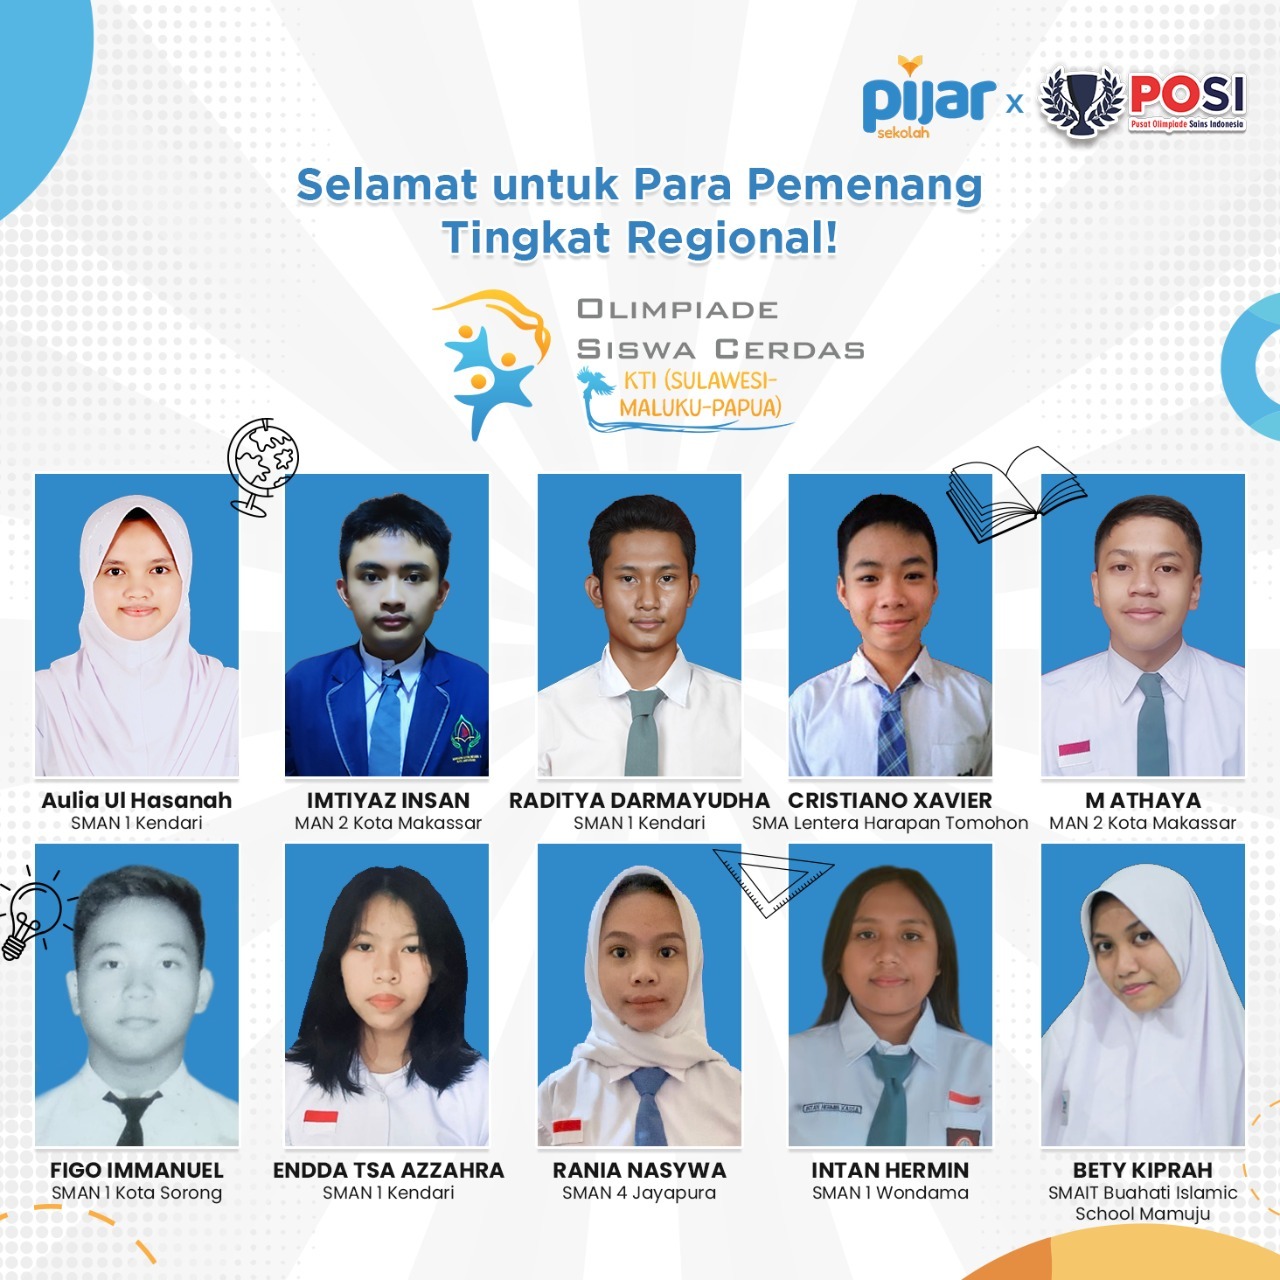 pijar
sekolah
x
POSI
Pusat Olimpiade Sains Indonesia
Selamat untuk Para Pemenang
Tingkat Regional!
OLIMPIADE
SISWA CERDAS
KTI (SULAWESI-
MALUKU-PAPUA)
Aulia Ul Hasanah
SMAN 1 Kendari
IMTIYAZ INSAN
MAN 2 Kota Makassar
RADITYA DARMAYUDHA
SMAN 1 Kendari
CRISTIANO XAVIER
SMA Lentera Harapan Tomohon
M ATHAYA
MAN 2 Kota Makassar
FIGO IMMANUEL
SMAN 1 Kota Sorong
ENDDA TSA AZZAHRA
SMAN 1 Kendari
RANIA NASYWA
SMAN 4 Jayapura
INTAN HERMIN
SMAN 1 Wondama
BETY KIPRAH
SMAIT Buahati Islamic
School Mamuju